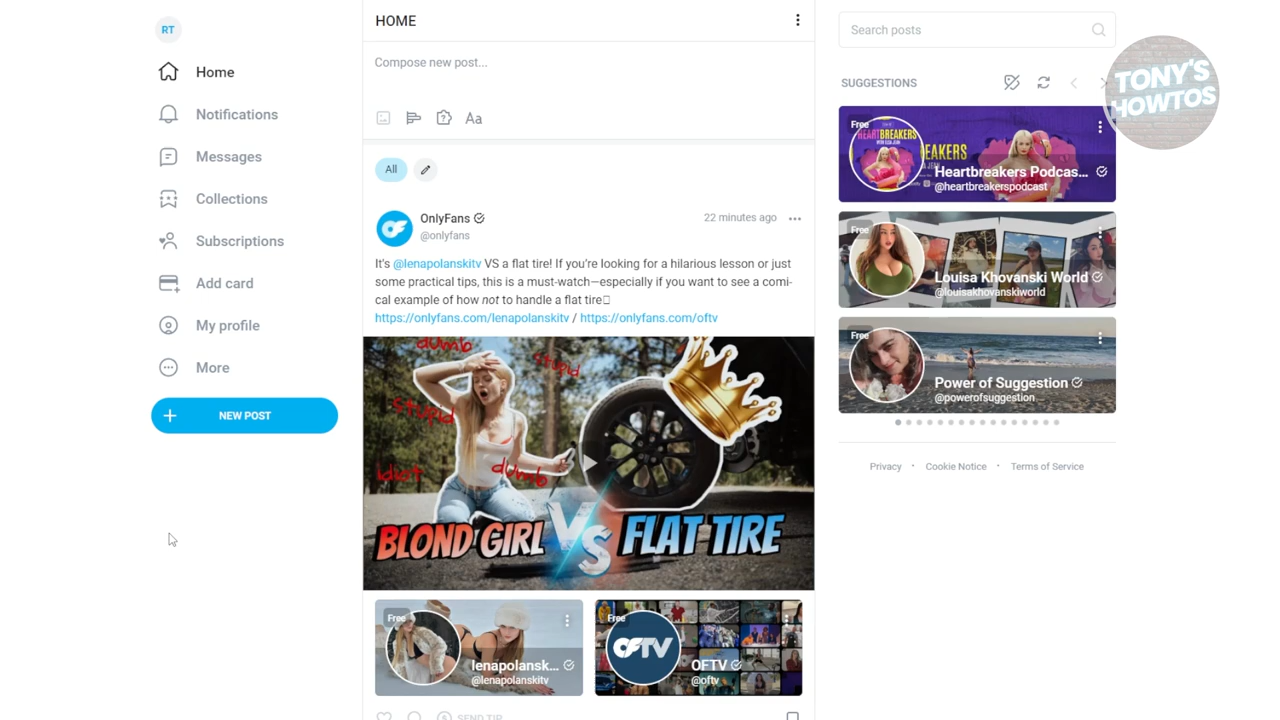 RT
Home
Notifications
Messages
Collections
Subscriptions
Add card
My profile
More
NEW POST
HOME
Compose new post...
Aa
All
OnlyFans
@onlyfans
22 minutes ago
It's @lenapolanskitv VS a flat tire! If you're looking for a hilarious lesson or just
some practical tips, this is a must-watch—especially if you want to see a comi-
cal example of how not to handle a flat tire
https://onlyfans.com/lenapolanskitv / https://onlyfans.com/oftv
dumb
stupid
stupid
idiot
dumb
BLOND GIRL VS FLAT TIRE
Free
lenapolansk...
@lenapolanskitv
Free
OFTV
OFTV
@oftv
SEND TIP
Search posts
TONY'S
HOWTOS
SUGGESTIONS
Free
HEARTBREAKERS
EAKERS
Heartbreakers Podcas...
@heartbreakerspodcast
Free
Louisa Khovanski World
@louisakhovanskiworld
Free
Power of Suggestion
@powerofsuggestion
Privacy · Cookie Notice · Terms of Service